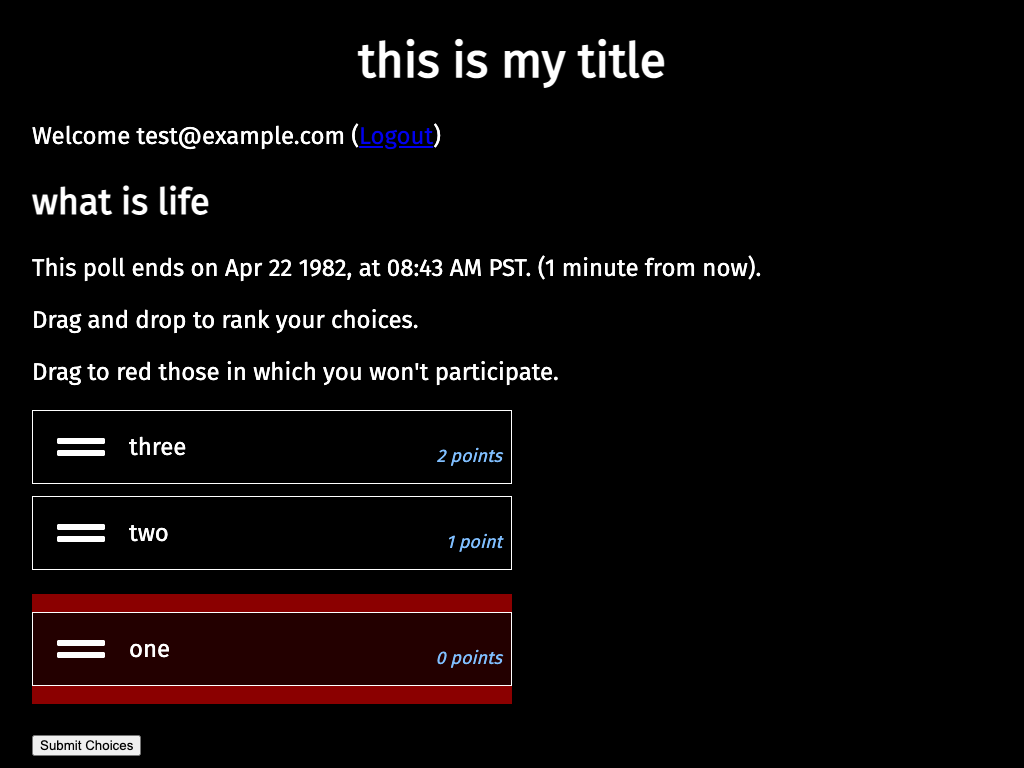 this is my title
Welcome test@example.com (Logout)
what is life
This poll ends on Apr 22 1982, at 08:43 AM PST. (1 minute from now).
Drag and drop to rank your choices.
Drag to red those in which you won't participate.
three
2 points
two
1 point
one
0 points
Submit Choices